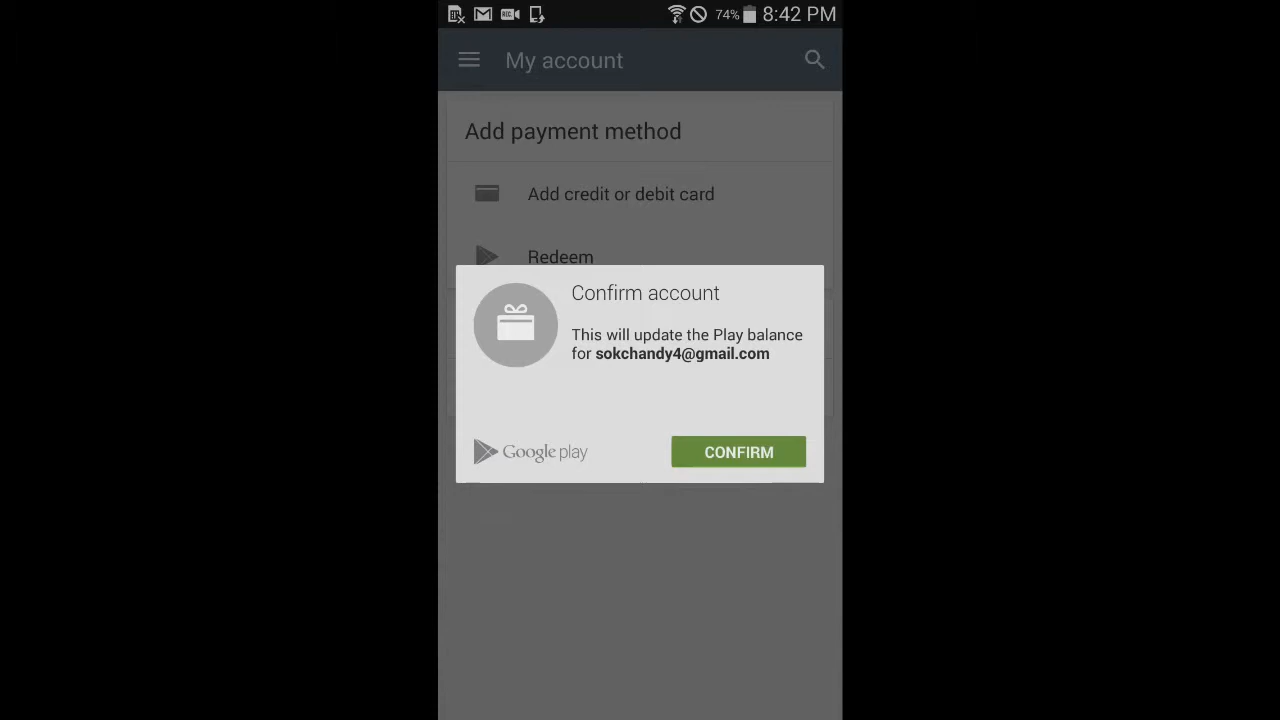 74% 8:42 PM
My account
Add payment method
Add credit or debit card
Redeem
Confirm account
This will update the Play balance
for sokchandy4@gmail.com
Google play
CONFIRM